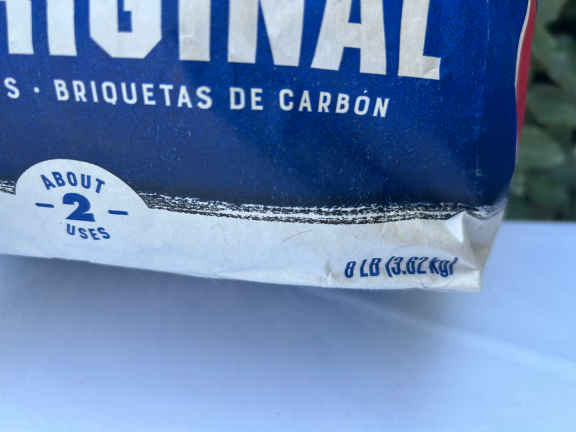 RIGINAL
S · BRIQUETAS DE CARBÓN
ABOUT
- 2 -
USES
8 LB (3.62 kg)